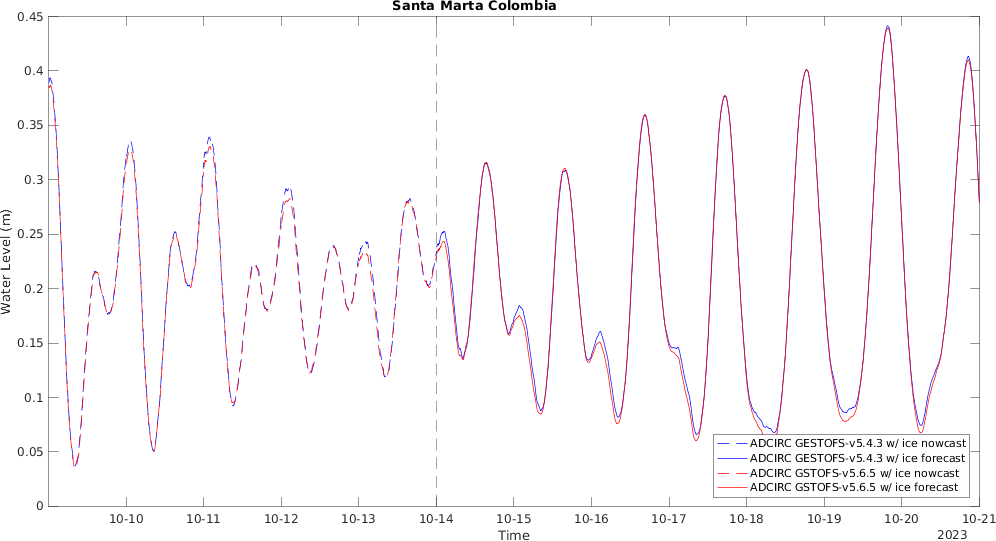 Santa Marta Colombia
0.45
0.4
0.35
0.3
0.25
0.2
0.15
0.1
0.05
0
Water Level (m)
ADCIRC GESTOFS-v5.4.3 w/ ice nowcast
ADCIRC GESTOFS-v5.4.3 w/ ice forecast
ADCIRC GSTOFS-v5.6.5 w/ ice nowcast
ADCIRC GSTOFS-v5.6.5 w/ ice forecast
10-10 10-11 10-12 10-13 10-14 10-15 10-16 10-17 10-18 10-19 10-20 10-21
Time
2023